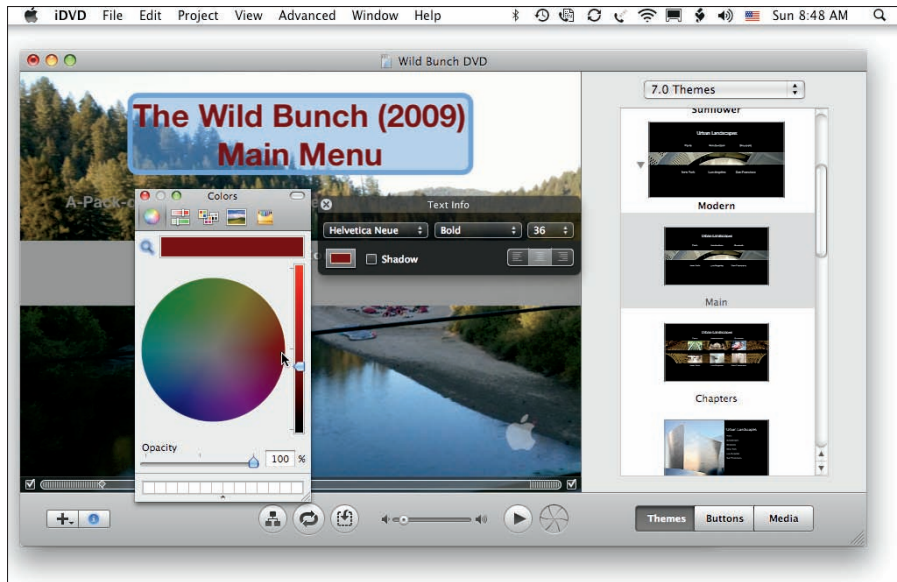 iDVD File Edit Project View Advanced Window Help Sun 8:48 AM
Wild Bunch DVD
The Wild Bunch (2009)
Main Menu
7.0 Themes
Sunflower
Urban Landscapes
Modern
Main
Chapters
Colors
Text Info
Helvetica Neue Bold 36
Shadow
Opacity
100 %
Themes Buttons Media